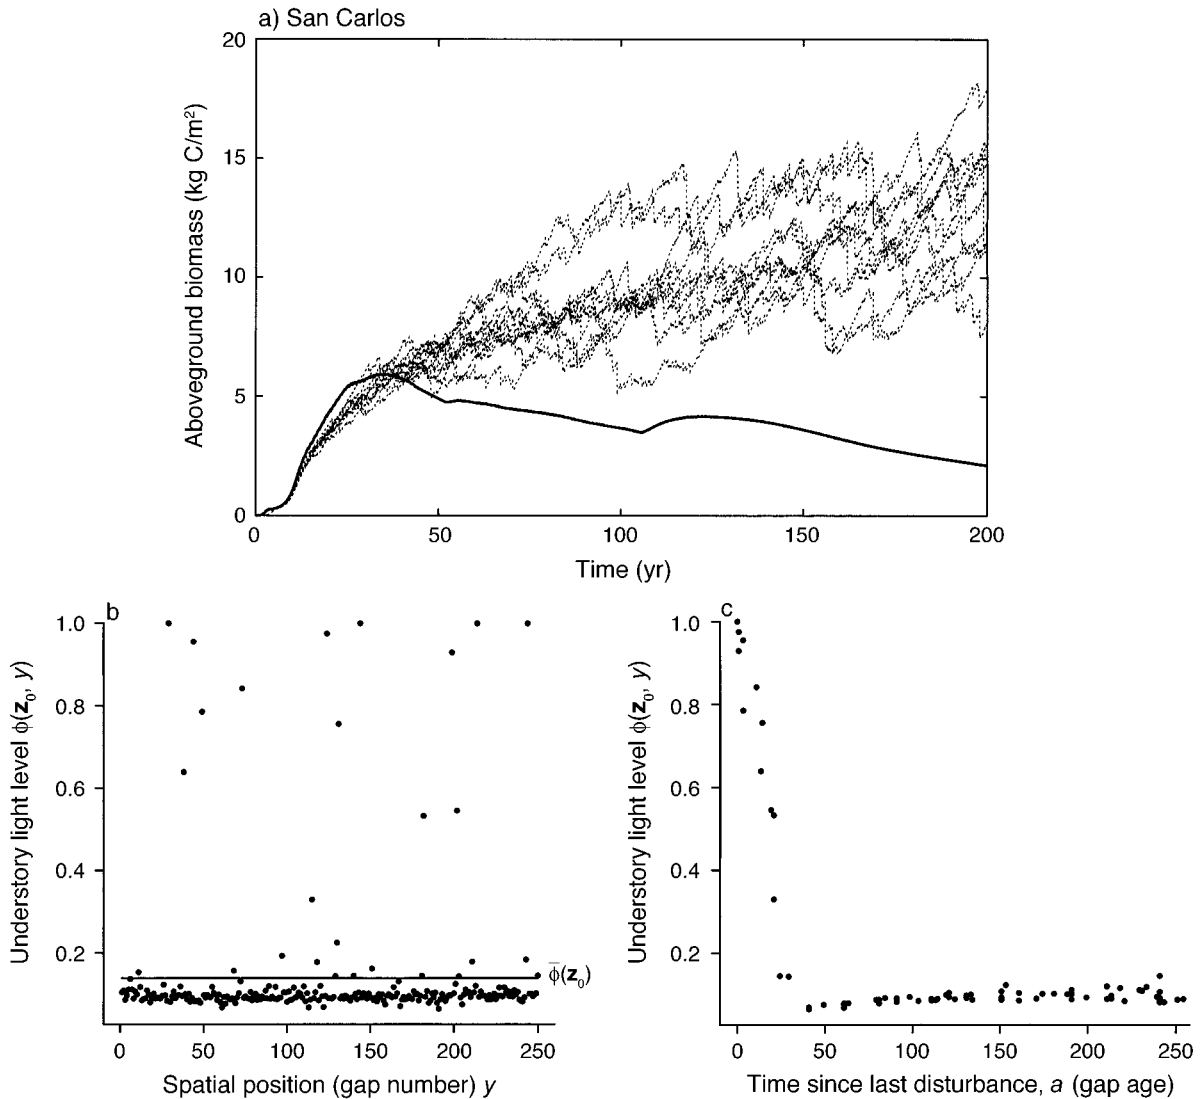 a) San Carlos
20
15
10
5
0
Aboveground biomass (kg C/m²)
0 50 100 150 200
Time (yr)
b
1.0
0.8
0.6
0.4
0.2
Understory light level ϕ(z₀, y)
ϕ̅(z₀)
0 50 100 150 200 250
Spatial position (gap number) y
c
1.0
0.8
0.6
0.4
0.2
Understory light level ϕ(z₀, y)
0 50 100 150 200 250
Time since last disturbance, a (gap age)